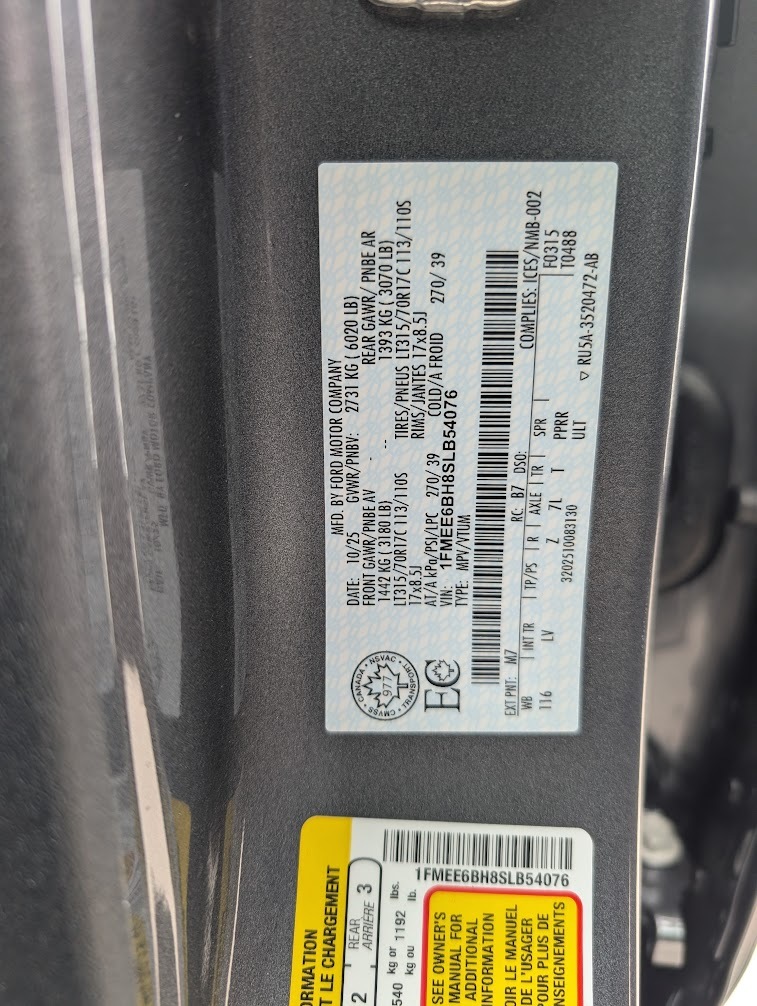 MFD. BY FORD MOTOR COMPANY
DATE: 10/25 GVWR/PNBV: 2731 KG ( 6020 LB)
FRONT GAWR/PNBE AV REAR GAWR/ PNBE AR
1442 KG ( 3180 LB) 1393 KG ( 3070 LB)
LT315/70R17C 113/110S TIRES/PNEUS LT315/70R17C 113/110S
17x8.5J RIMS/JANTES 17x8.5J
AT/A kPa/PSI/LPC 270/ 39 COLD/A FROID 270/ 39
VIN: 1FMEE6BH8SLB54076
TYPE: MPV/VTUM
CANADA • NSVAC • TRANSPORT • CMVSS
977
EC
EXT PNT: M7 RC: B7 DSO: COMPLIES: ICES/NMB-002
WB INT TR TP/PS R AXLE TR SPR F0315
116 LV Z 7L T PPRR T0488
ULT
3202510083130 ▽ RU5A-3520472-AB
ORMATION
T LE CHARGEMENT
2 REAR
ARRIÈRE 3
540 kg or 1192 lbs.
kg ou lb.
1FMEE6BH8SLB54076
SEE OWNER'S
MANUAL FOR
ADDITIONAL
INFORMATION
OIR LE MANUEL
DE L'USAGER
OUR PLUS DE
NSEIGNEMENTS